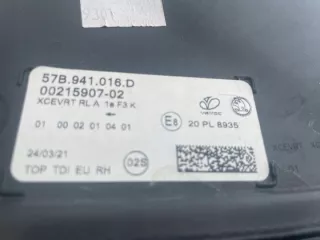 57B.941.016.D
00215907-02
XCEVRT RL A 1a F3 K
01 00 02 01 04 01
E8
20 PL 8935
24/03/21
02S
TOP TDI EU RH